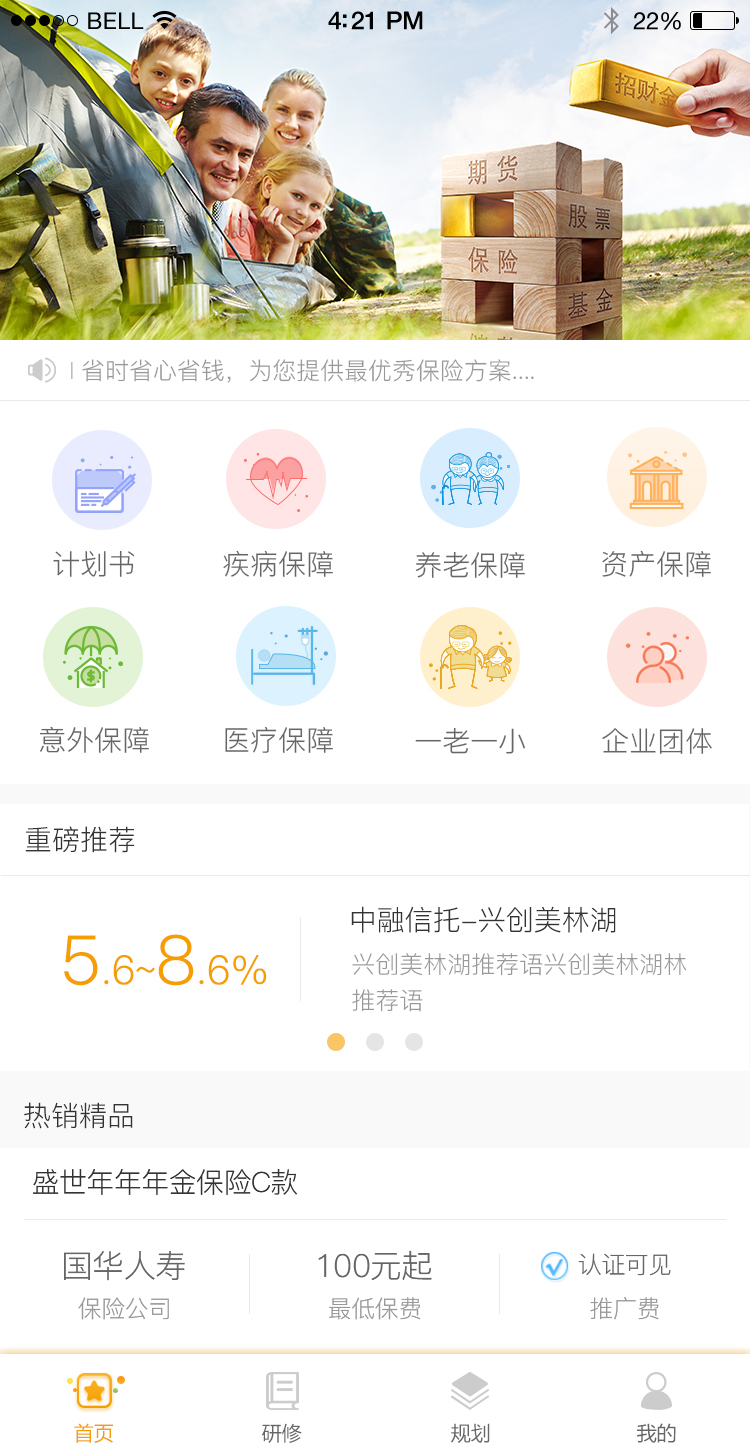 BELL 4:21 PM 22%
招财金
期货
股票
保险
基金
省时省心省钱，为您提供最优秀保险方案....
计划书 疾病保障 养老保障 资产保障
意外保障 医疗保障 一老一小 企业团体
重磅推荐
5.6~8.6%
中融信托–兴创美林湖
兴创美林湖推荐语兴创美林湖林
推荐语
热销精品
盛世年年年金保险C款
国华人寿 100元起 认证可见
保险公司 最低保费 推广费
首页 研修 规划 我的